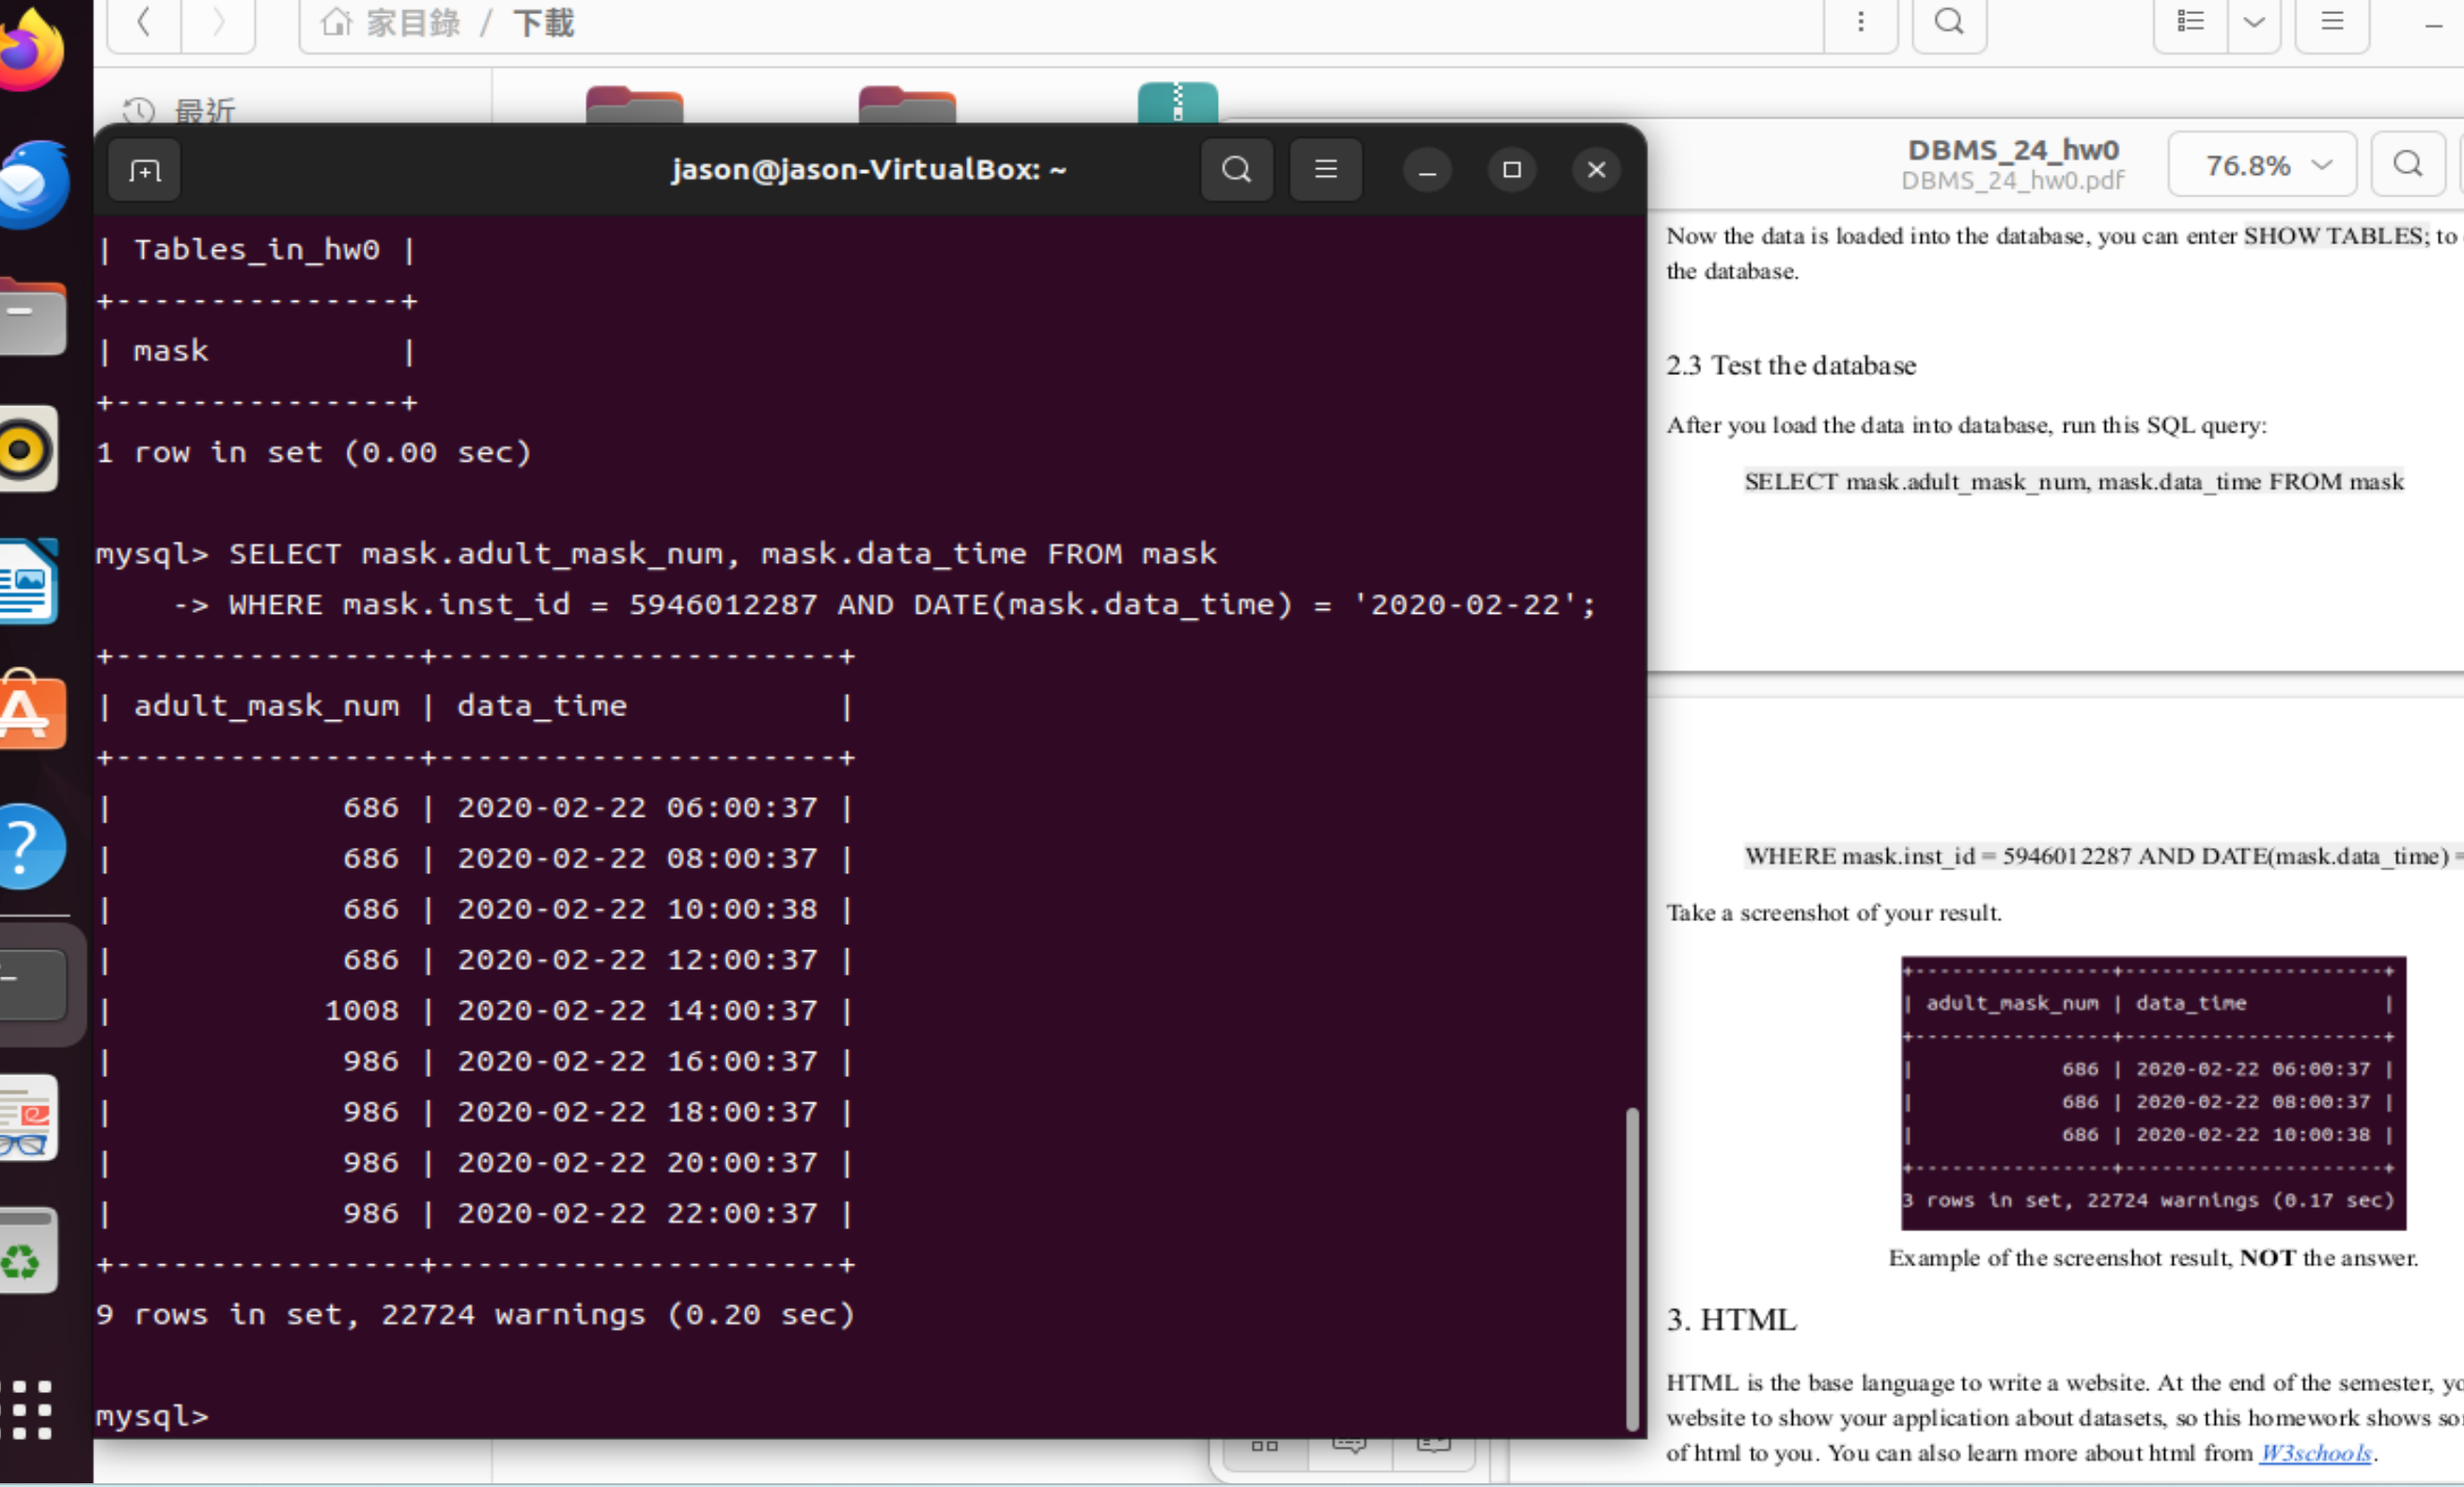 家目錄 / 下載
最近
jason@jason-VirtualBox: ~
| Tables_in_hw0 |
+---------------+
| mask          |
+---------------+
1 row in set (0.00 sec)
mysql> SELECT mask.adult_mask_num, mask.data_time FROM mask
    -> WHERE mask.inst_id = 5946012287 AND DATE(mask.data_time) = '2020-02-22';
+----------------+---------------------+
| adult_mask_num | data_time           |
+----------------+---------------------+
|            686 | 2020-02-22 06:00:37 |
|            686 | 2020-02-22 08:00:37 |
|            686 | 2020-02-22 10:00:38 |
|            686 | 2020-02-22 12:00:37 |
|           1008 | 2020-02-22 14:00:37 |
|            986 | 2020-02-22 16:00:37 |
|            986 | 2020-02-22 18:00:37 |
|            986 | 2020-02-22 20:00:37 |
|            986 | 2020-02-22 22:00:37 |
+----------------+---------------------+
9 rows in set, 22724 warnings (0.20 sec)
mysql>
DBMS_24_hw0
DBMS_24_hw0.pdf
76.8%
Now the data is loaded into the database, you can enter SHOW TABLES; to
the database.
2.3 Test the database
After you load the data into database, run this SQL query:
SELECT mask.adult_mask_num, mask.data_time FROM mask
WHERE mask.inst_id = 5946012287 AND DATE(mask.data_time) =
Take a screenshot of your result.
+----------------+---------------------+
| adult_mask_num | data_time           |
+----------------+---------------------+
|            686 | 2020-02-22 06:00:37 |
|            686 | 2020-02-22 08:00:37 |
|            686 | 2020-02-22 10:00:38 |
+----------------+---------------------+
3 rows in set, 22724 warnings (0.17 sec)
Example of the screenshot result, NOT the answer.
3. HTML
HTML is the base language to write a website. At the end of the semester,
website to show your application about datasets, so this homework shows
of html to you. You can also learn more about html from W3schools.